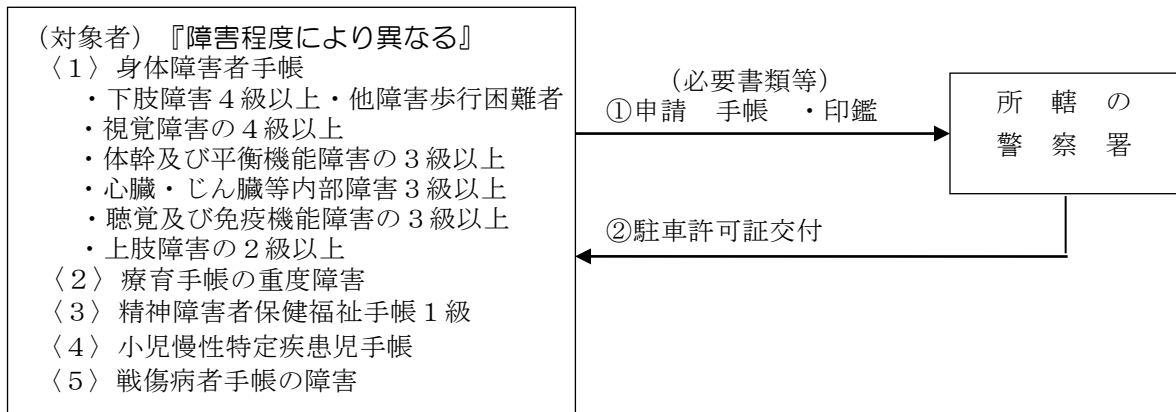 (対象者)『障害程度により異なる』
〈1〉身体障害者手帳
・下肢障害4級以上・他障害歩行困難者
・視覚障害の4級以上
・体幹及び平衡機能障害の3級以上
・心臓・じん臓等内部障害3級以上
・聴覚及び免疫機能障害の3級以上
・上肢障害の2級以上
〈2〉療育手帳の重度障害
〈3〉精神障害者保健福祉手帳1級
〈4〉小児慢性特定疾患児手帳
〈5〉戦傷病者手帳の障害
(必要書類等)
①申請 手帳 ・印鑑
②駐車許可証交付
所轄の
警察署